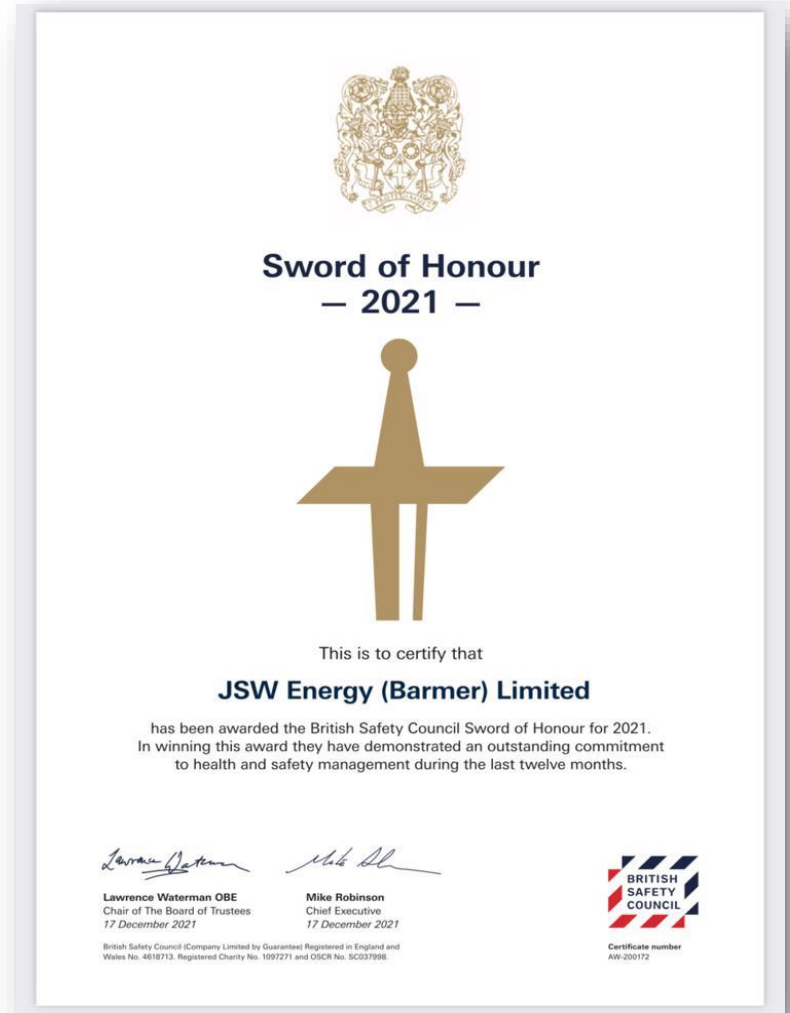 Sword of Honour
— 2021 —
This is to certify that
JSW Energy (Barmer) Limited
has been awarded the British Safety Council Sword of Honour for 2021.
In winning this award they have demonstrated an outstanding commitment
to health and safety management during the last twelve months.
Lawrence Waterman OBE
Chair of The Board of Trustees
17 December 2021
Mike Robinson
Chief Executive
17 December 2021
British Safety Council (Company Limited by Guarantee) Registered in England and
Wales No. 4618713. Registered Charity No. 1097271 and OSCR No. SC037998.
BRITISH
SAFETY
COUNCIL
Certificate number
AW-200172